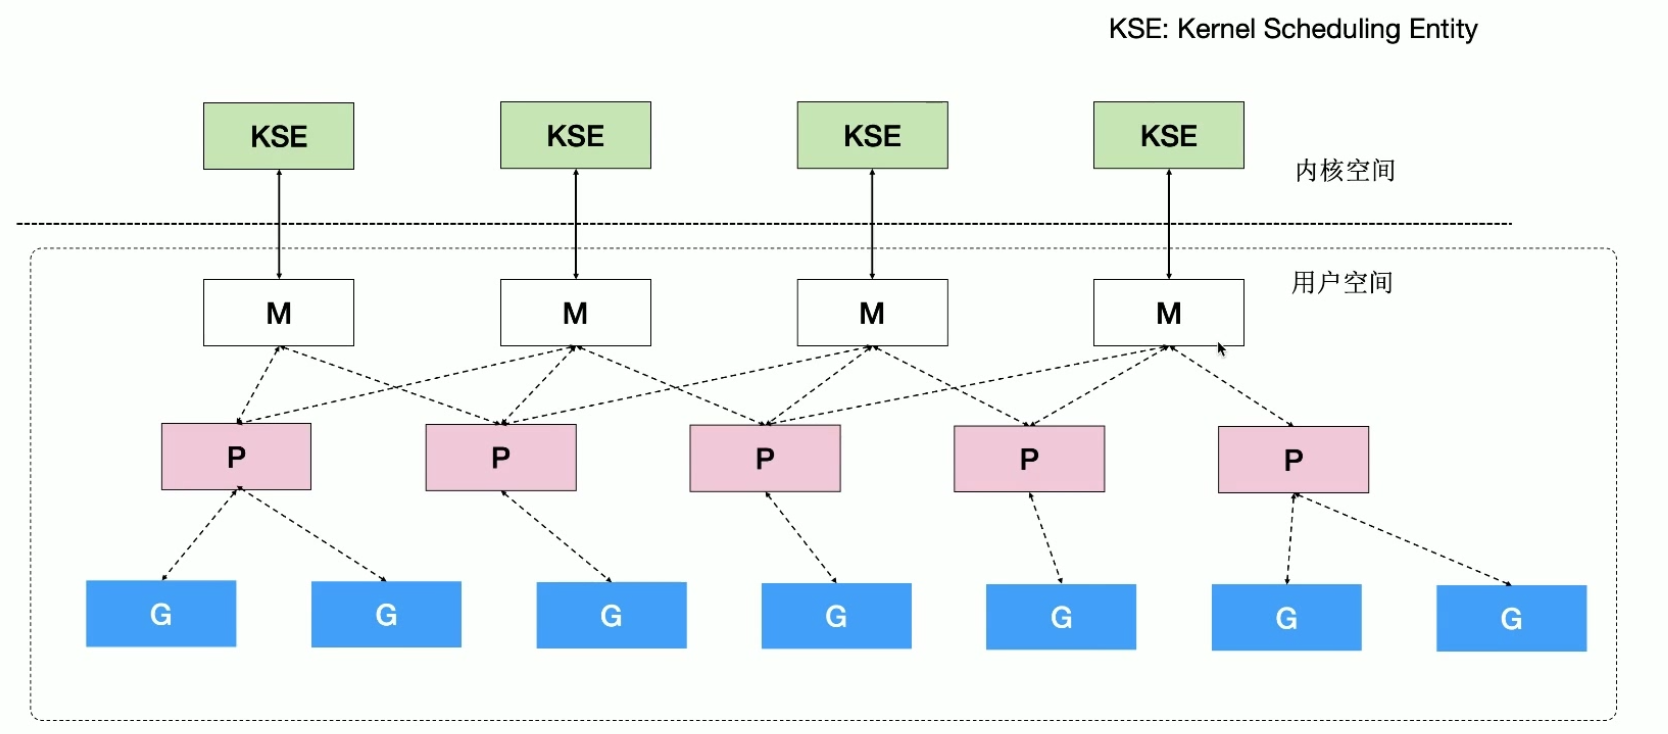 KSE: Kernel Scheduling Entity
KSE KSE KSE KSE
内核空间
用户空间
M M M M
P P P P P
G G G G G G G